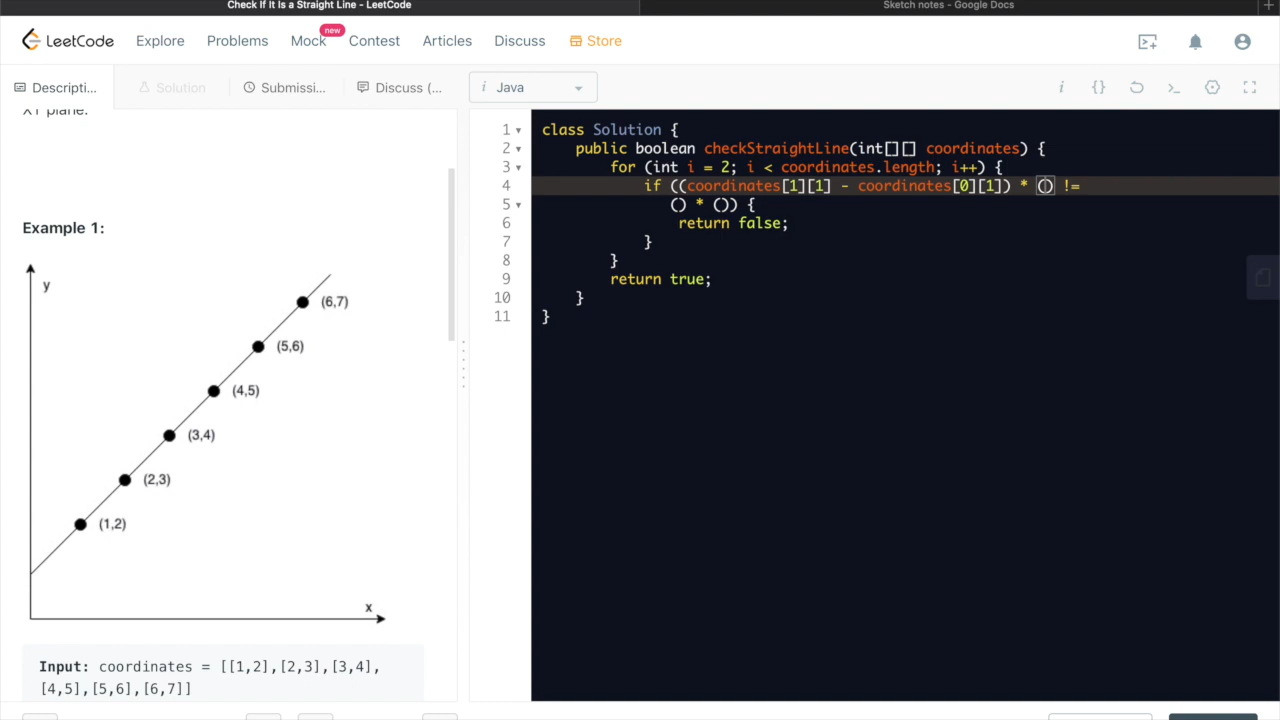 Check If It Is a Straight Line - LeetCode
Sketch notes - Google Docs
+
LeetCode
Explore
Problems
Mock
new
Contest
Articles
Discuss
Store
Descripti...
Solution
Submissi...
Discuss (...
i Java
i {} >_
XY plane.
Example 1:
y
(6,7)
(5,6)
(4,5)
(3,4)
(2,3)
(1,2)
x
Input: coordinates = [[1,2],[2,3],[3,4],
[4,5],[5,6],[6,7]]
1 class Solution {
2 public boolean checkStraightLine(int[][] coordinates) {
3 for (int i = 2; i < coordinates.length; i++) {
4 if ((coordinates[1][1] - coordinates[0][1]) * () !=
5 () * ()) {
6 return false;
7 }
8 }
9 return true;
10 }
11 }